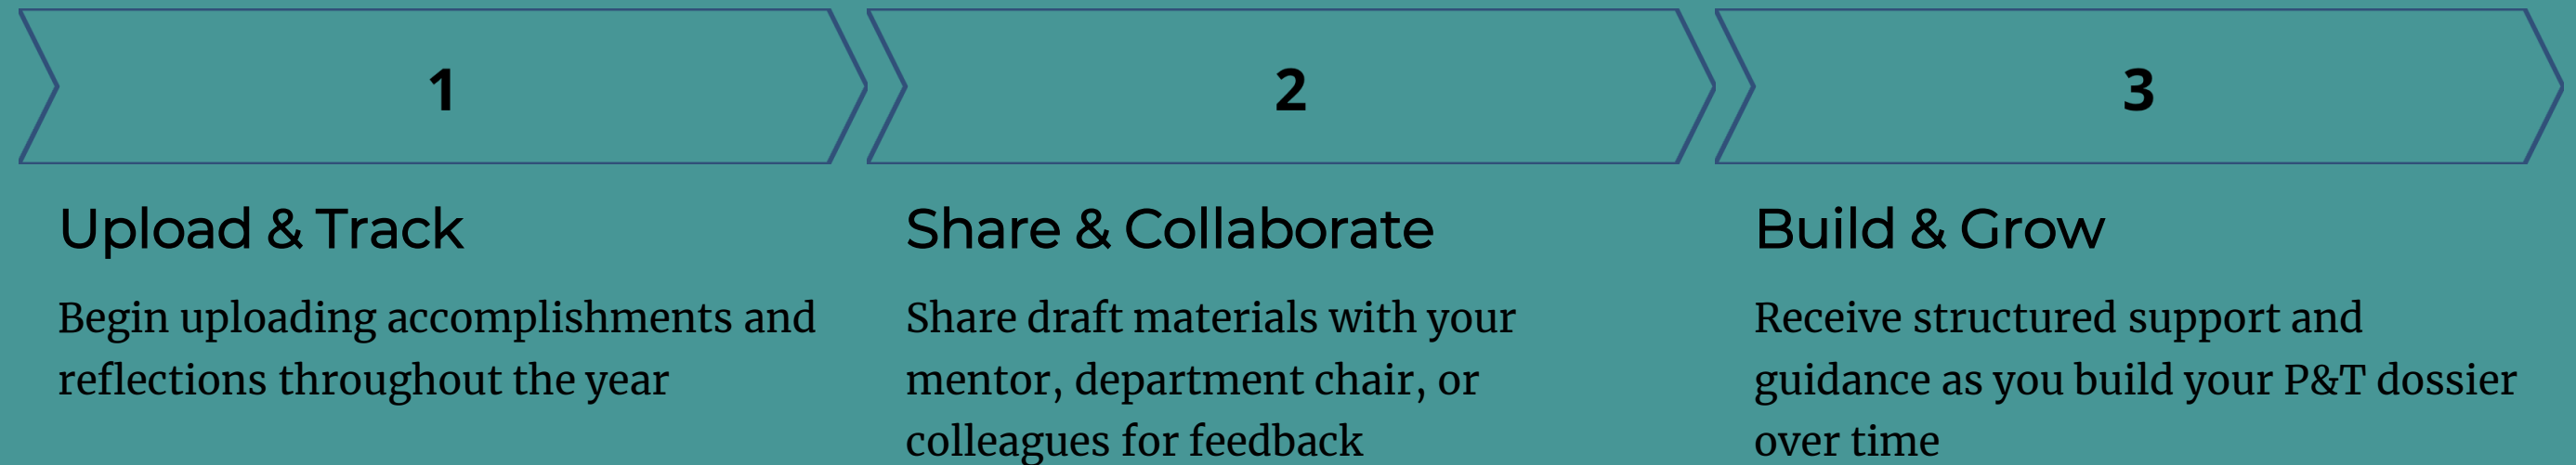 1
Upload & Track
Begin uploading accomplishments and
reflections throughout the year
2
Share & Collaborate
Share draft materials with your
mentor, department chair, or
colleagues for feedback
3
Build & Grow
Receive structured support and
guidance as you build your P&T dossier
over time